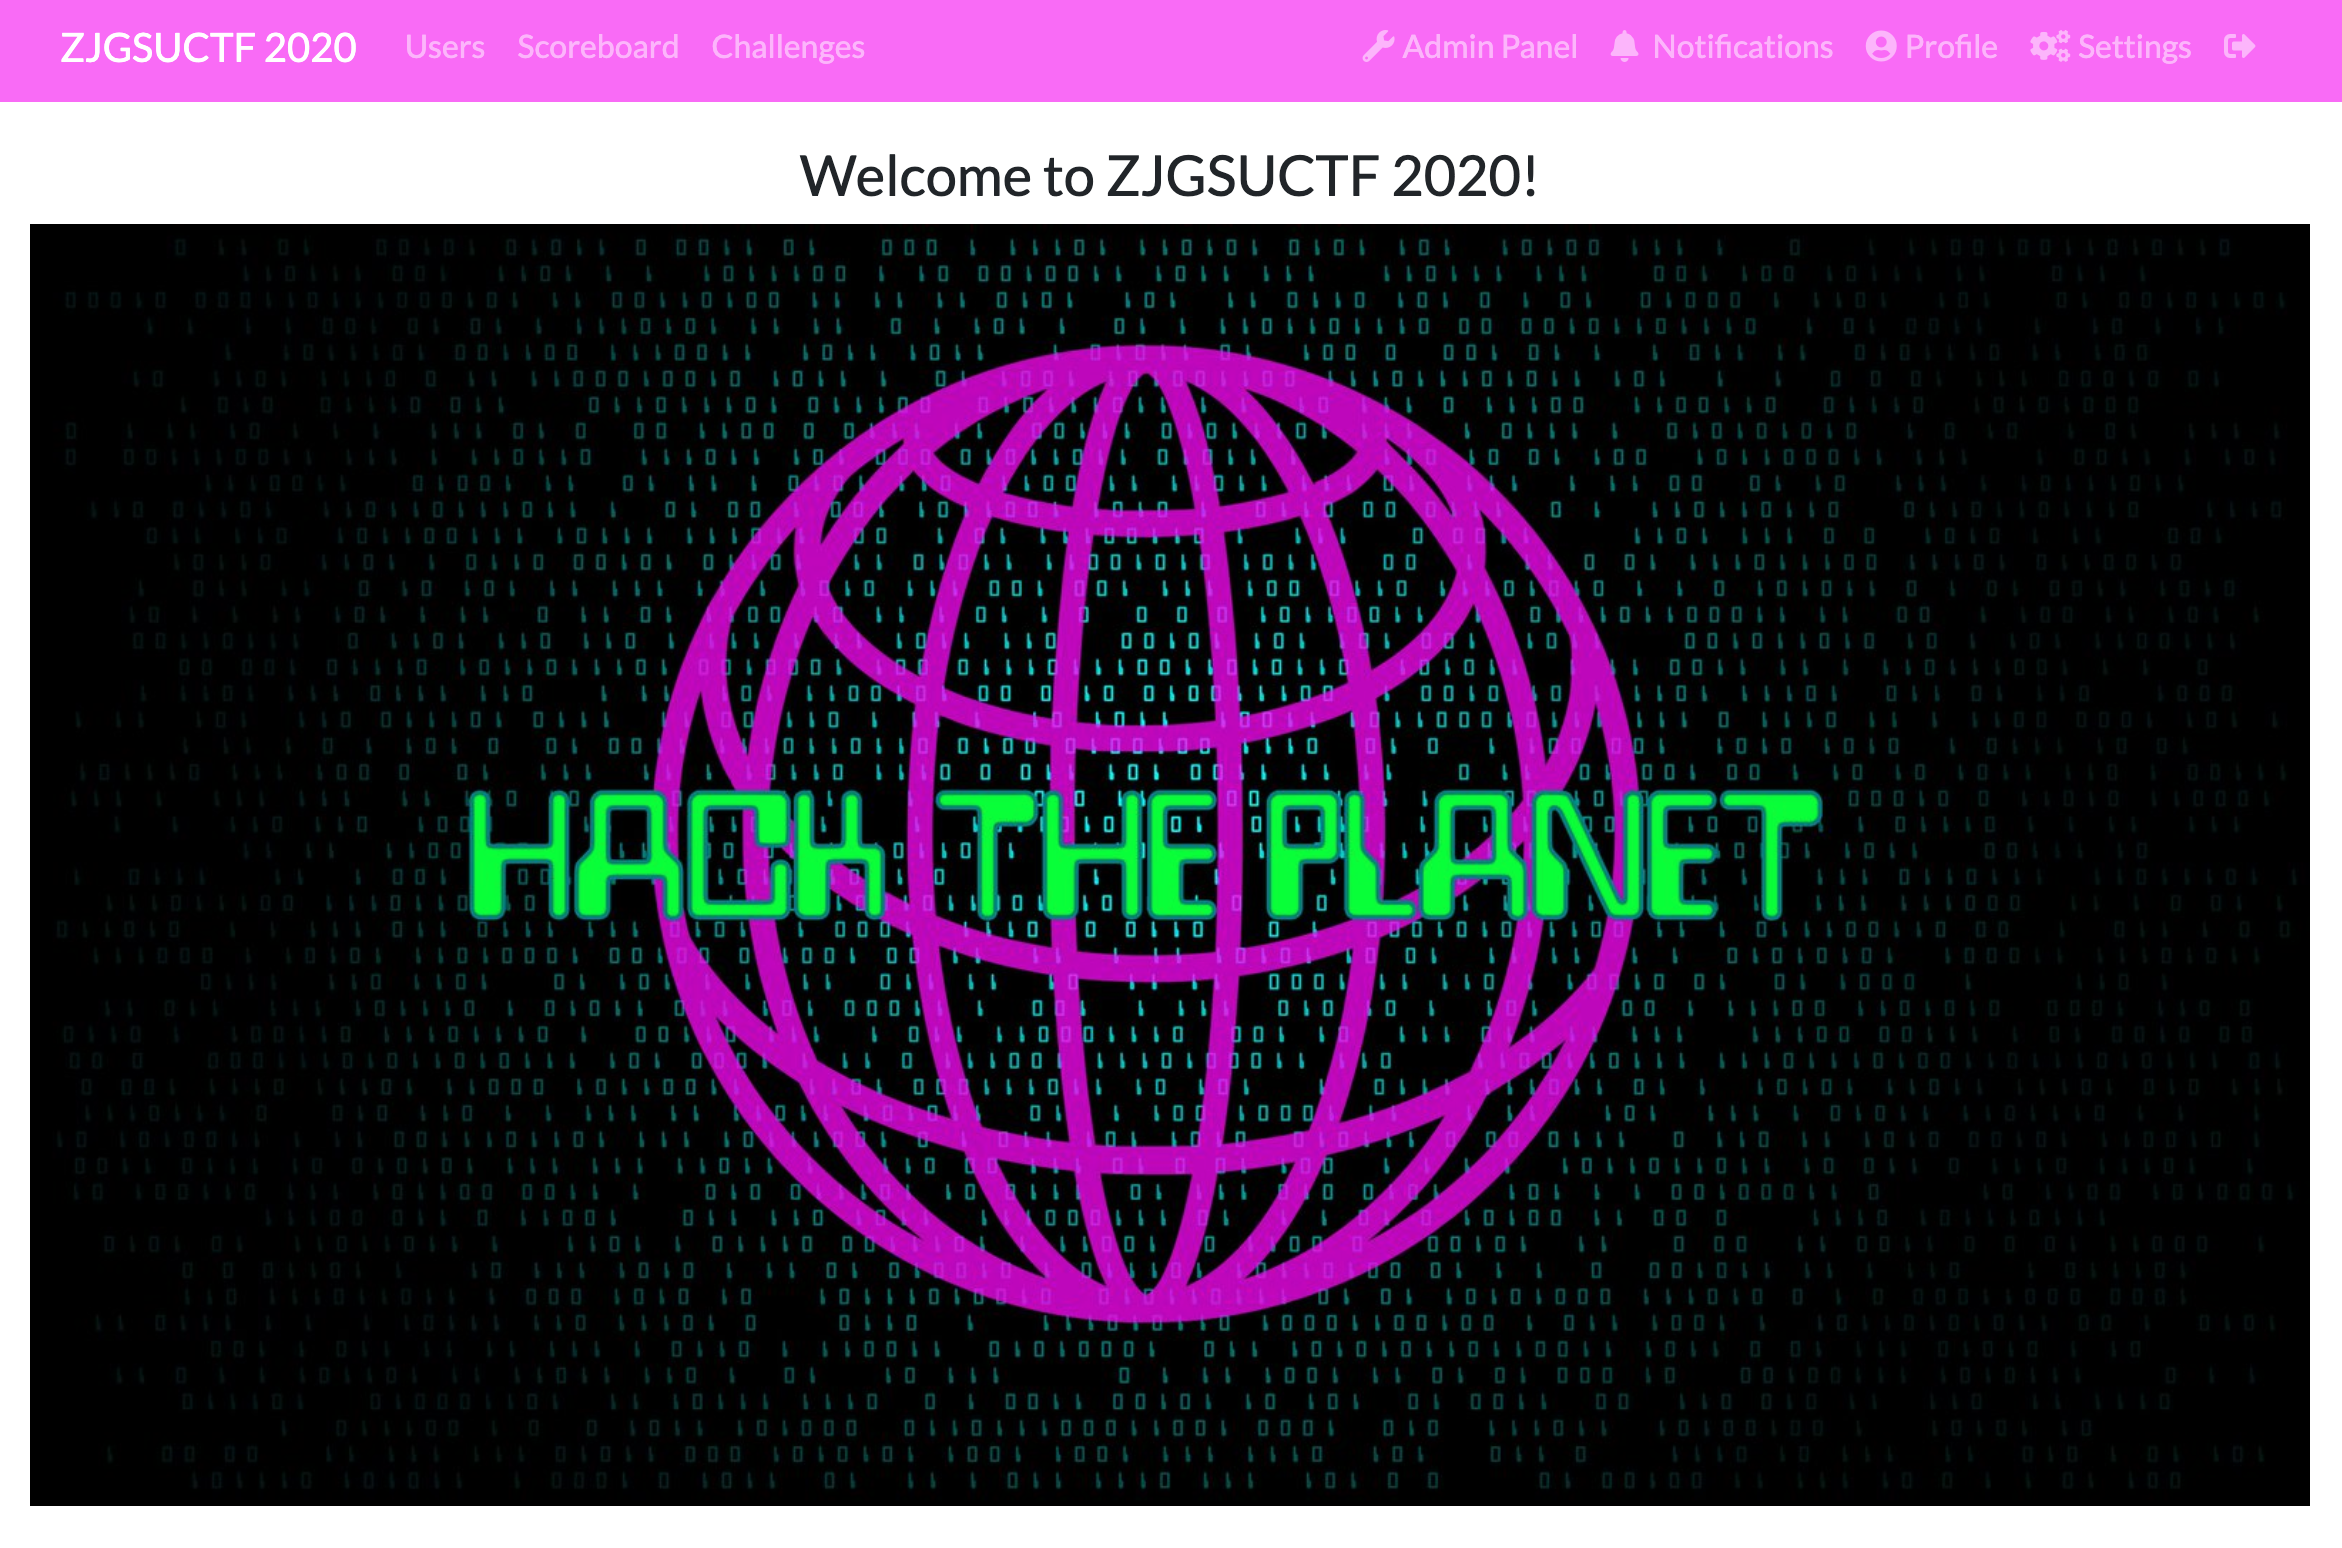 ZJGSUCTF 2020 Users Scoreboard Challenges Admin Panel Notifications Profile Settings
Welcome to ZJGSUCTF 2020!
HACK THE PLANET